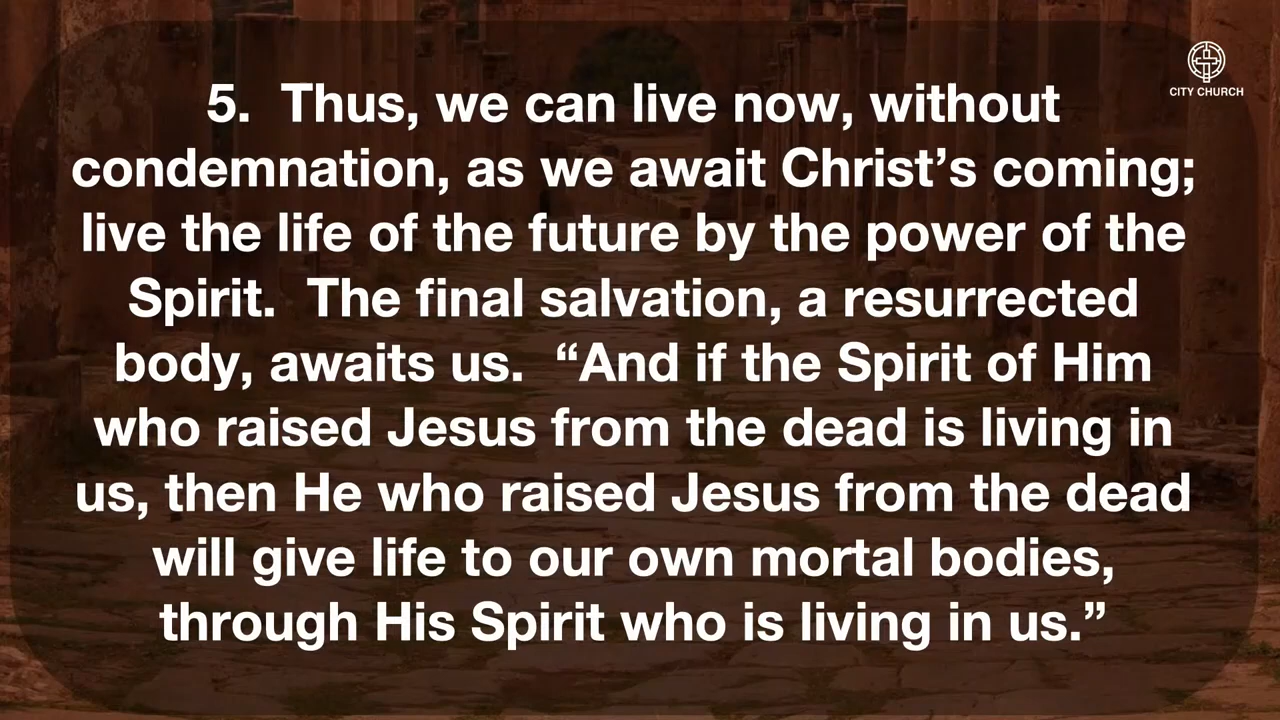 CITY CHURCH
5.  Thus, we can live now, without
condemnation, as we await Christ’s coming;
live the life of the future by the power of the
Spirit.  The final salvation, a resurrected
body, awaits us.  “And if the Spirit of Him
who raised Jesus from the dead is living in
us, then He who raised Jesus from the dead
will give life to our own mortal bodies,
through His Spirit who is living in us.”